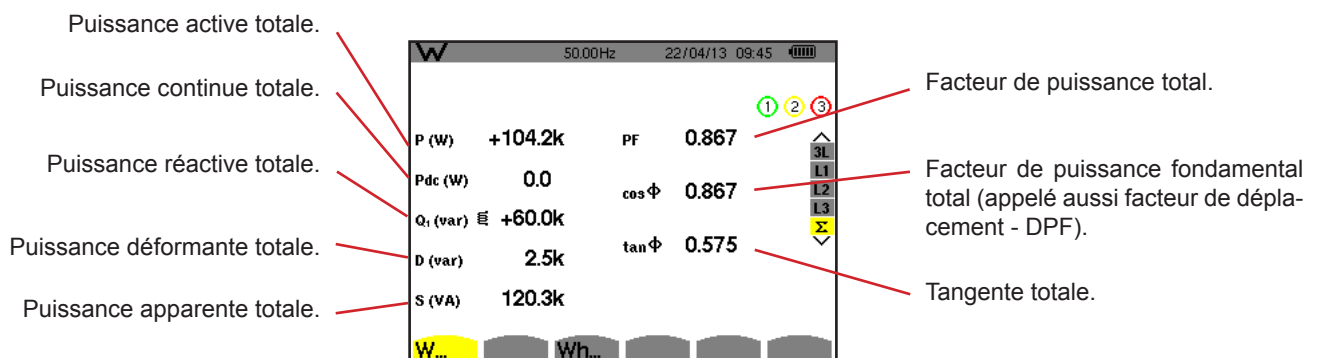 Puissance active totale.
Puissance continue totale.
Puissance réactive totale.
Puissance déformante totale.
Puissance apparente totale.
W 50.00Hz 22/04/13 09:45
1 2 3
P (W) +104.2k PF 0.867
Pdc (W) 0.0 cos Φ 0.867
Q₁ (var) +60.0k tan Φ 0.575
D (var) 2.5k
S (VA) 120.3k
3L
L1
L2
L3
Σ
W... Wh...
Facteur de puissance total.
Facteur de puissance fondamental
total (appelé aussi facteur de dépla-
cement - DPF).
Tangente totale.